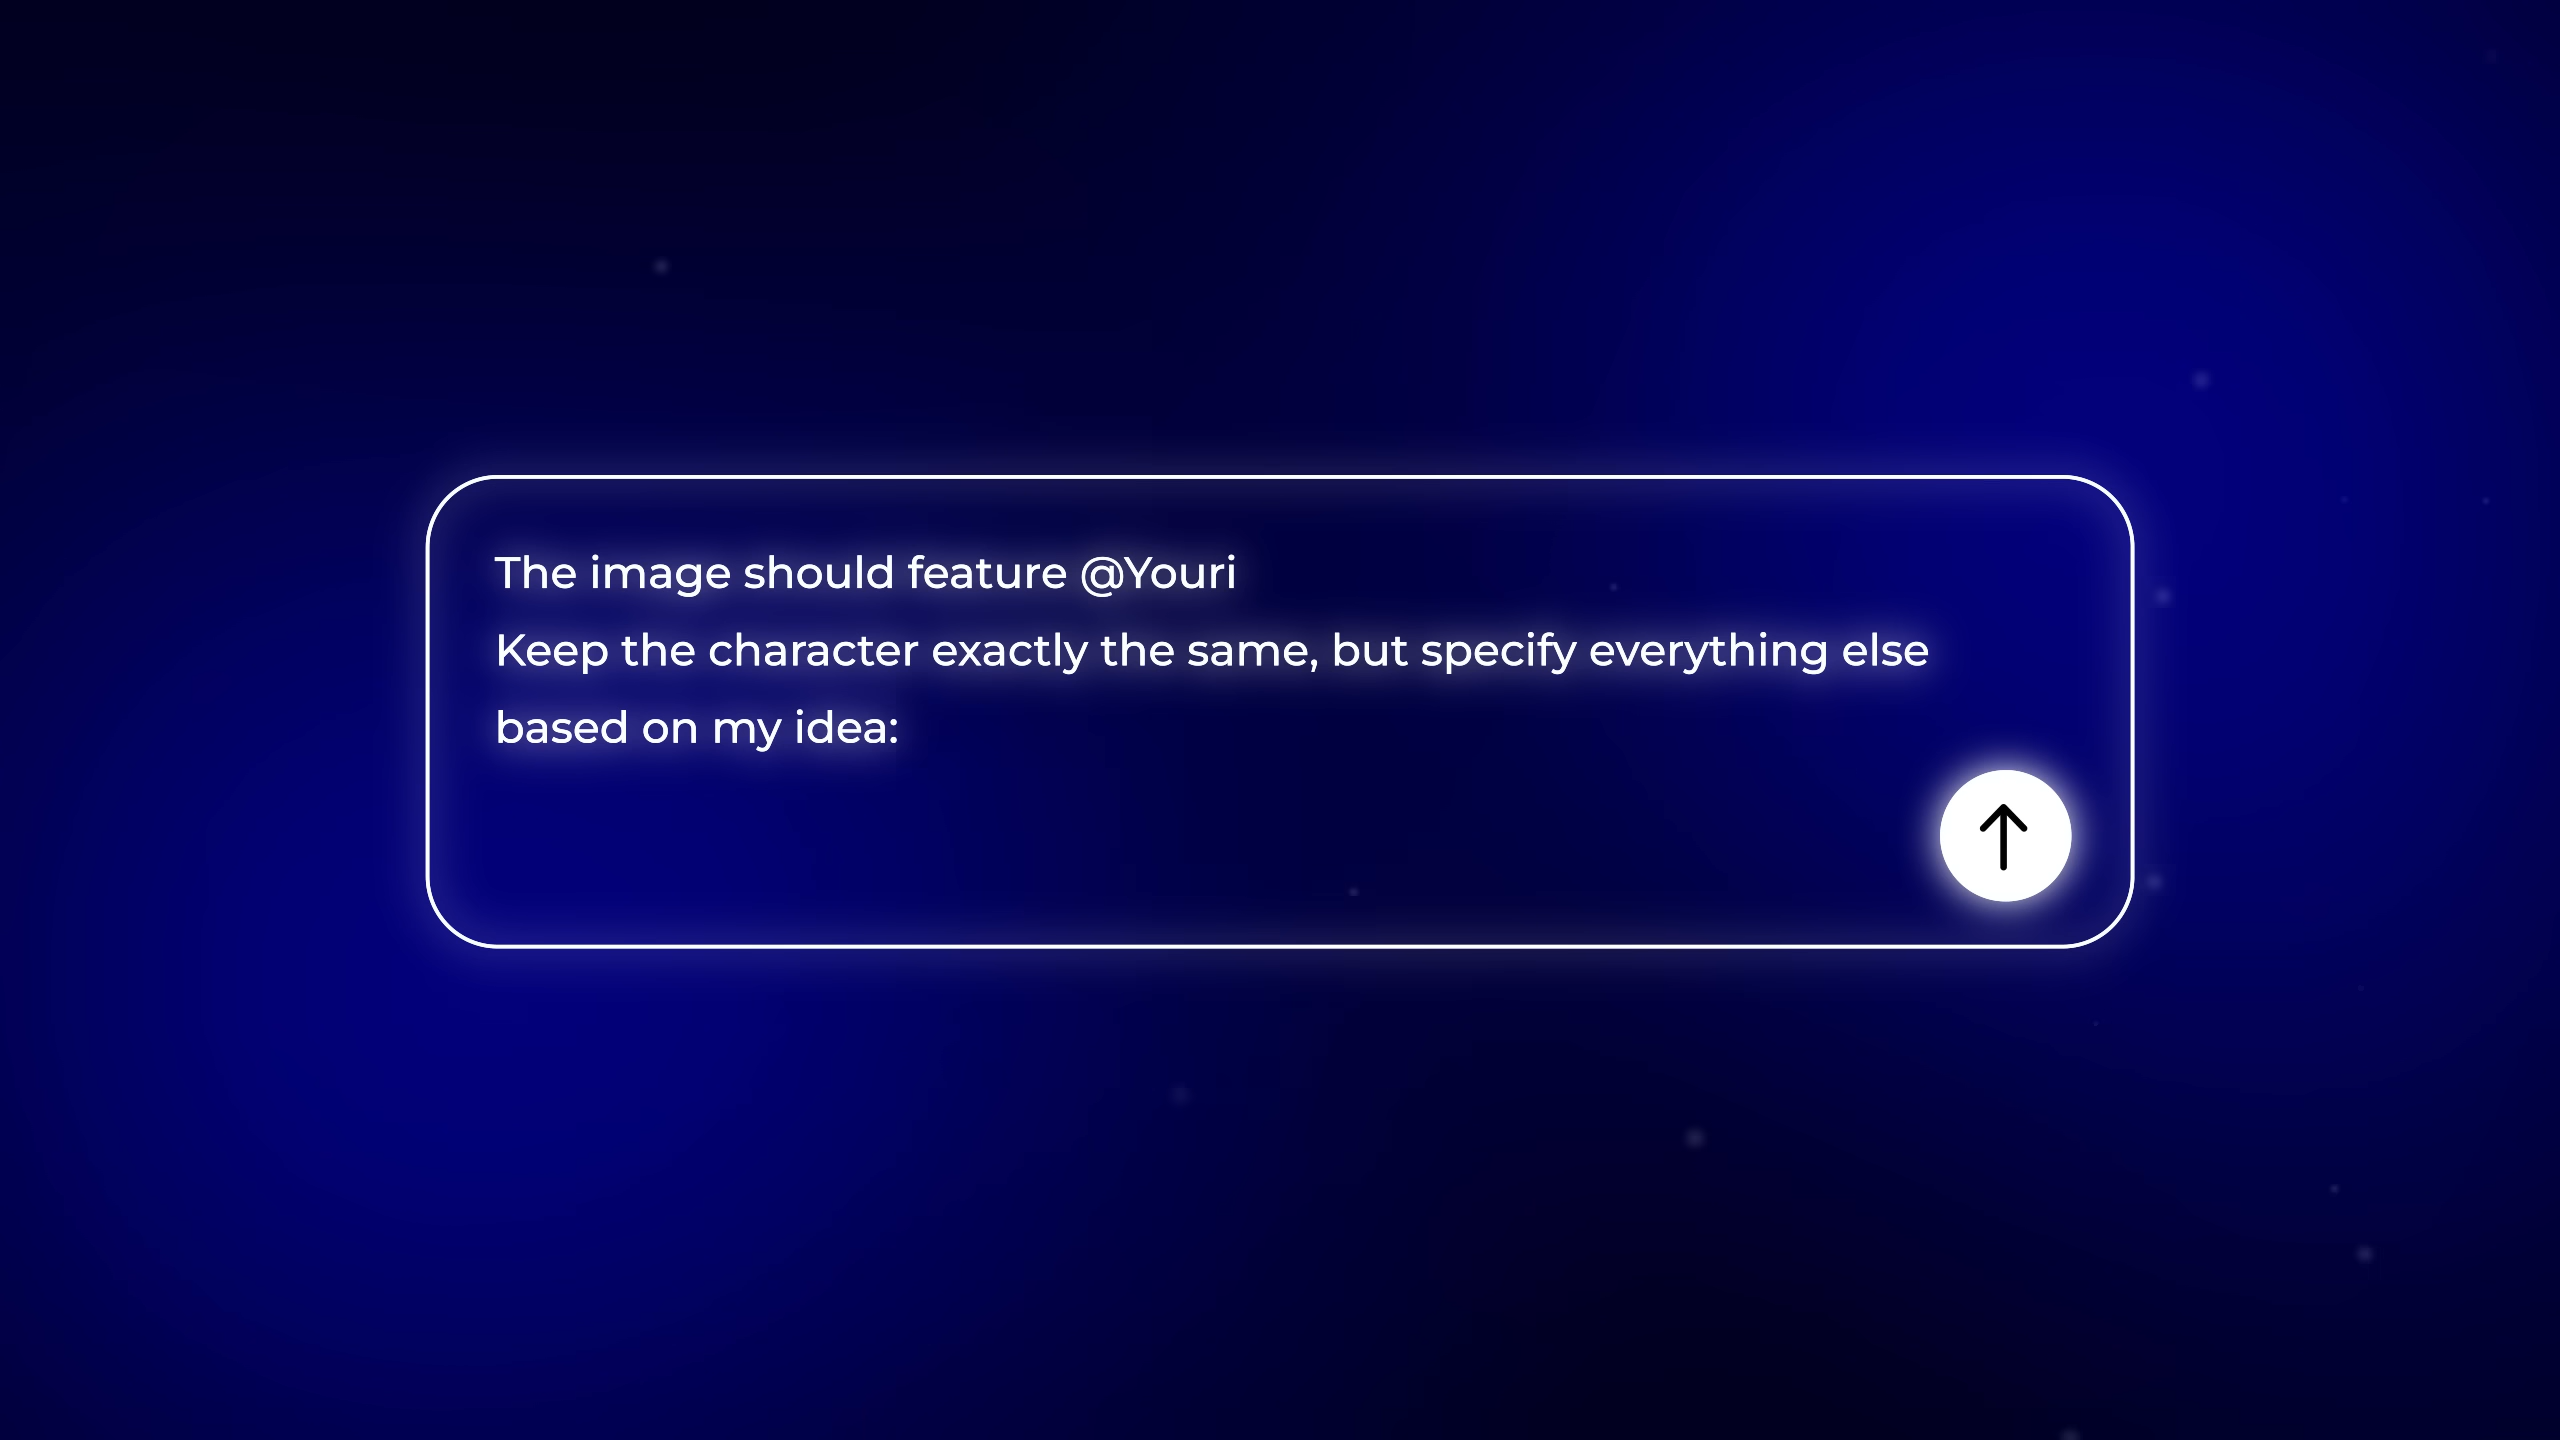 The image should feature @Youri
Keep the character exactly the same, but specify everything else
based on my idea: